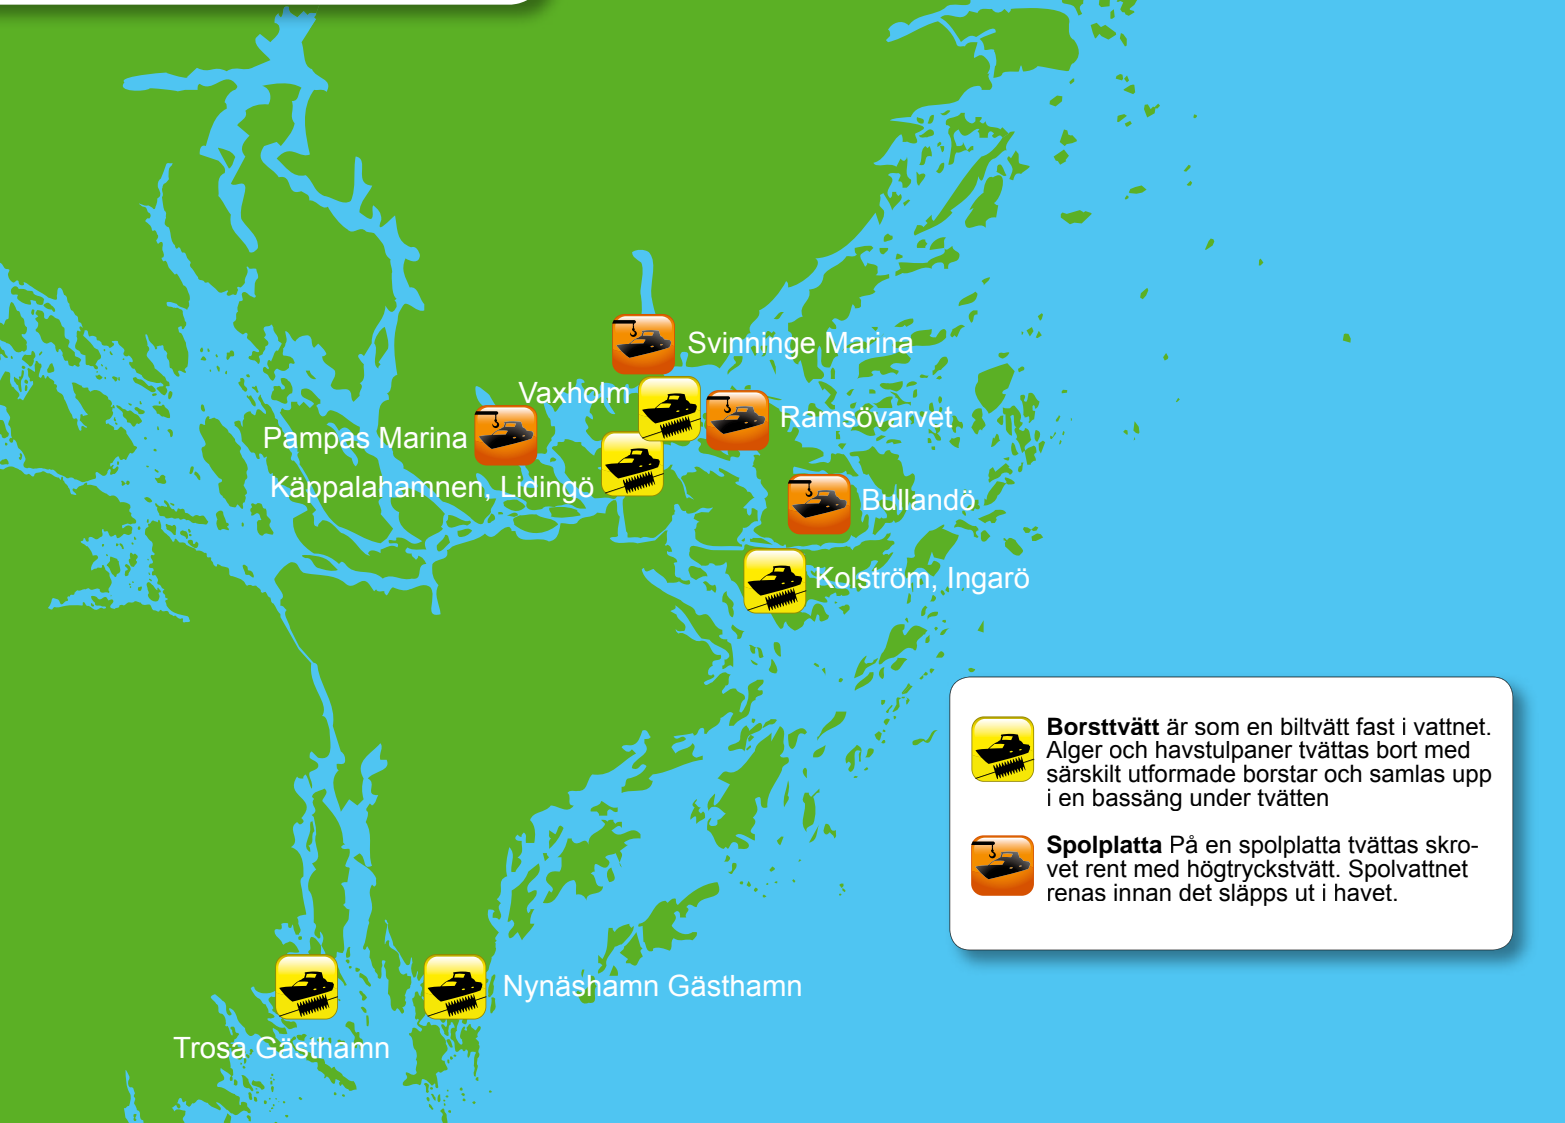 Svinninge Marina
Vaxholm
Ramsövarvet
Pampas Marina
Käppalahamnen, Lidingö
Bullandö
Kolström, Ingarö
Borsttvätt är som en biltvätt fast i vattnet.
Alger och havstulpaner tvättas bort med
särskilt utformade borstar och samlas upp
i en bassäng under tvätten
Spolplatta På en spolplatta tvättas skro-
vet rent med högtryckstvätt. Spolvattnet
renas innan det släpps ut i havet.
Nynäshamn Gästhamn
Trosa Gästhamn